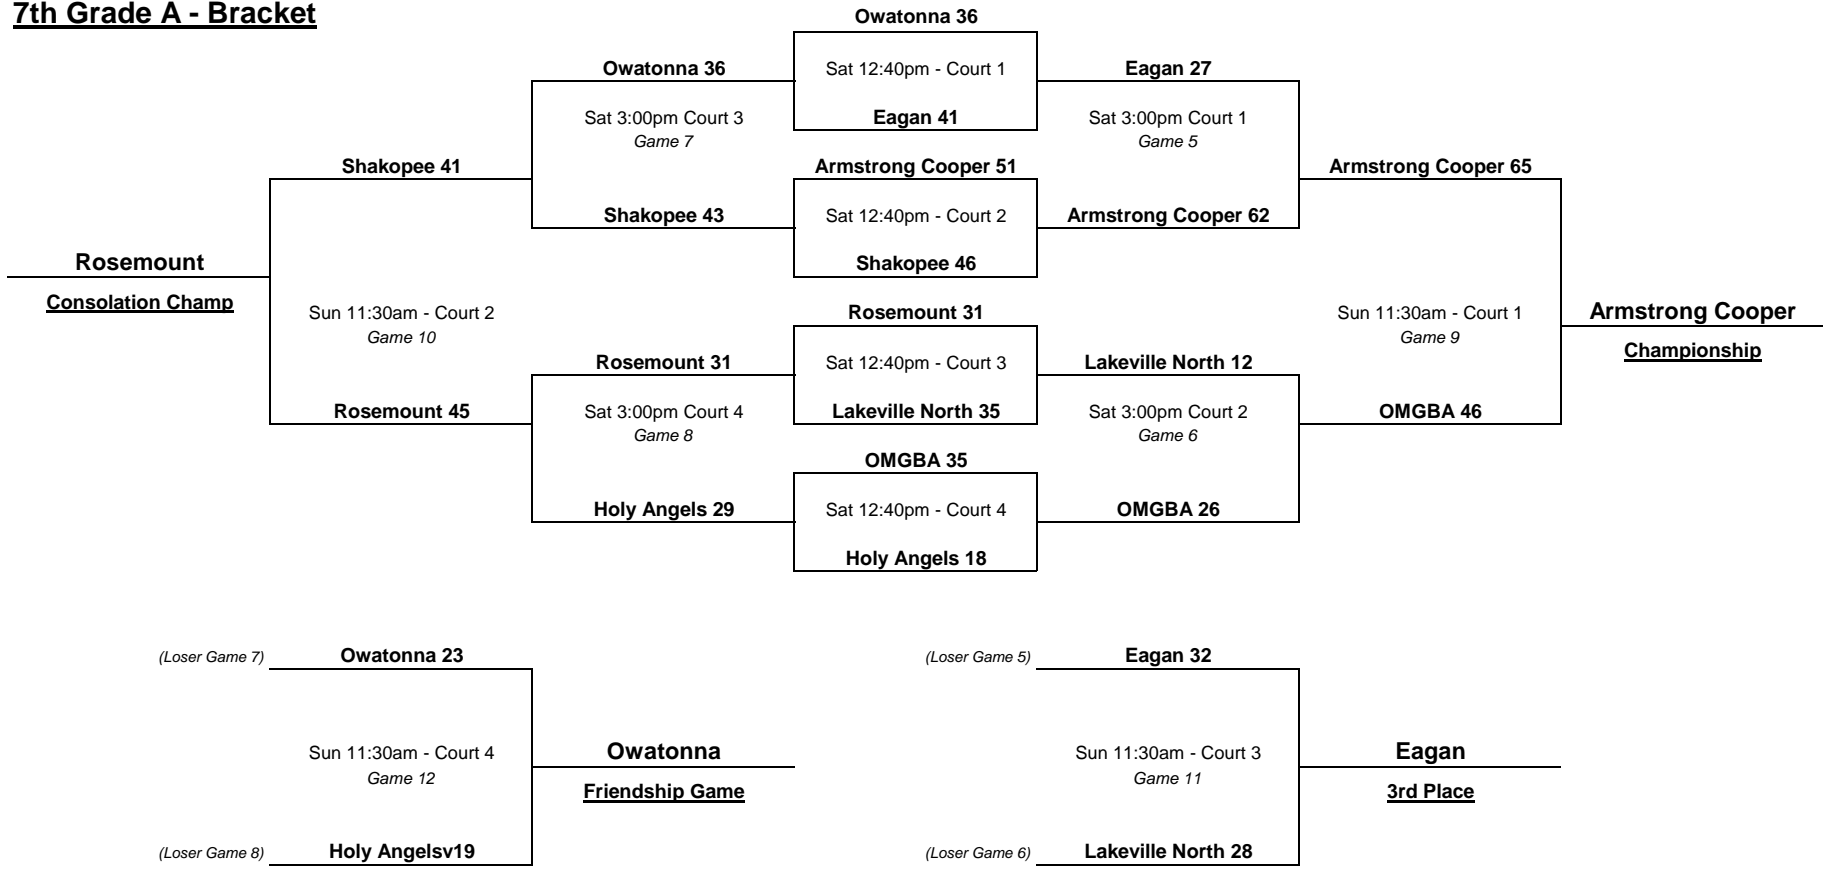 7th Grade A - Bracket
Owatonna 36
Owatonna 36
Sat 12:40pm - Court 1
Eagan 27
Sat 3:00pm Court 3
Eagan 41
Sat 3:00pm Court 1
Game 7
Game 5
Shakopee 41
Armstrong Cooper 51
Armstrong Cooper 65
Shakopee 43
Sat 12:40pm - Court 2
Armstrong Cooper 62
Rosemount
Shakopee 46
Consolation Champ
Sun 11:30am - Court 2
Rosemount 31
Sun 11:30am - Court 1
Armstrong Cooper
Game 10
Game 9
Championship
Rosemount 31
Sat 12:40pm - Court 3
Lakeville North 12
Rosemount 45
Sat 3:00pm Court 4
Lakeville North 35
Sat 3:00pm Court 2
OMGBA 46
Game 8
Game 6
OMGBA 35
Holy Angels 29
Sat 12:40pm - Court 4
OMGBA 26
Holy Angels 18
(Loser Game 7)
Owatonna 23
(Loser Game 5)
Eagan 32
Sun 11:30am - Court 4
Owatonna
Sun 11:30am - Court 3
Eagan
Game 12
Friendship Game
Game 11
3rd Place
(Loser Game 8)
Holy Angelsv19
(Loser Game 6)
Lakeville North 28